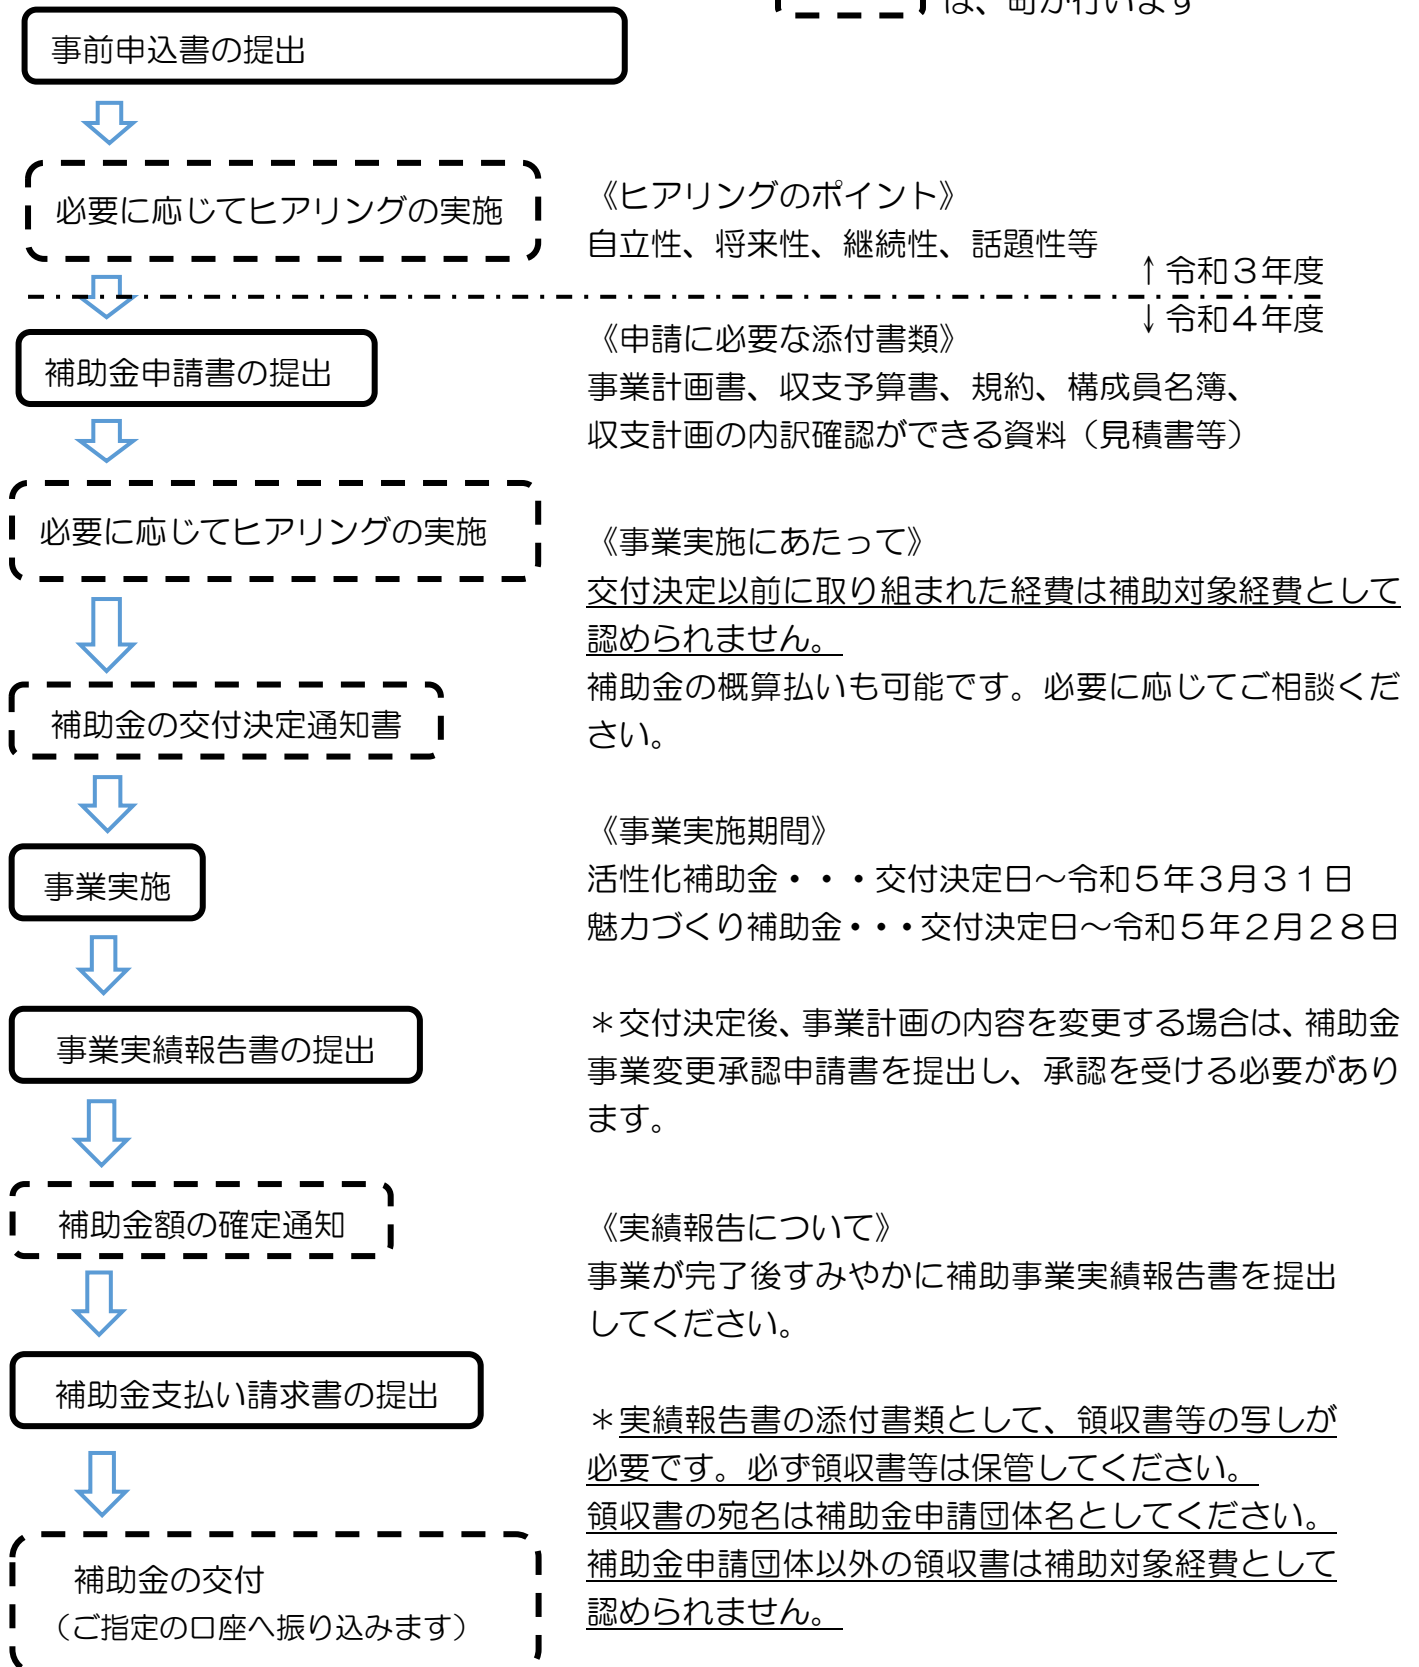 は、町が行います
事前申込書の提出
必要に応じてヒアリングの実施
《ヒアリングのポイント》
自立性、将来性、継続性、話題性等
↑令和３年度
↓令和４年度
補助金申請書の提出
《申請に必要な添付書類》
事業計画書、収支予算書、規約、構成員名簿、
収支計画の内訳確認ができる資料（見積書等）
必要に応じてヒアリングの実施
《事業実施にあたって》
交付決定以前に取り組まれた経費は補助対象経費として
認められません。
補助金の概算払いも可能です。必要に応じてご相談くだ
さい。
補助金の交付決定通知書
《事業実施期間》
活性化補助金・・・交付決定日～令和５年３月３１日
魅力づくり補助金・・・交付決定日～令和５年２月２８日
事業実施
＊交付決定後、事業計画の内容を変更する場合は、補助金
事業変更承認申請書を提出し、承認を受ける必要があり
ます。
事業実績報告書の提出
補助金額の確定通知
《実績報告について》
事業が完了後すみやかに補助事業実績報告書を提出
してください。
補助金支払い請求書の提出
＊実績報告書の添付書類として、領収書等の写しが
必要です。必ず領収書等は保管してください。
領収書の宛名は補助金申請団体名としてください。
補助金申請団体以外の領収書は補助対象経費として
認められません。
補助金の交付
（ご指定の口座へ振り込みます）